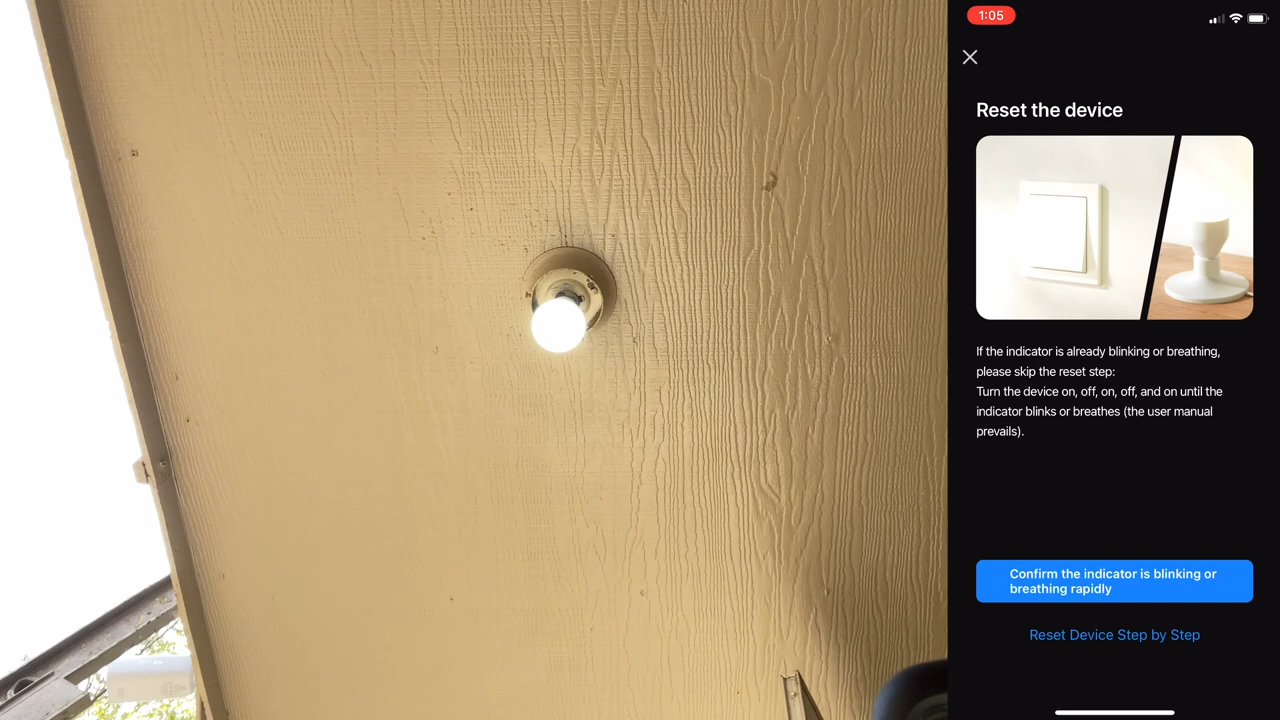 1:05
Reset the device
If the indicator is already blinking or breathing,
please skip the reset step:
Turn the device on, off, on, off, and on until the
indicator blinks or breathes (the user manual
prevails).
Confirm the indicator is blinking or
breathing rapidly
Reset Device Step by Step